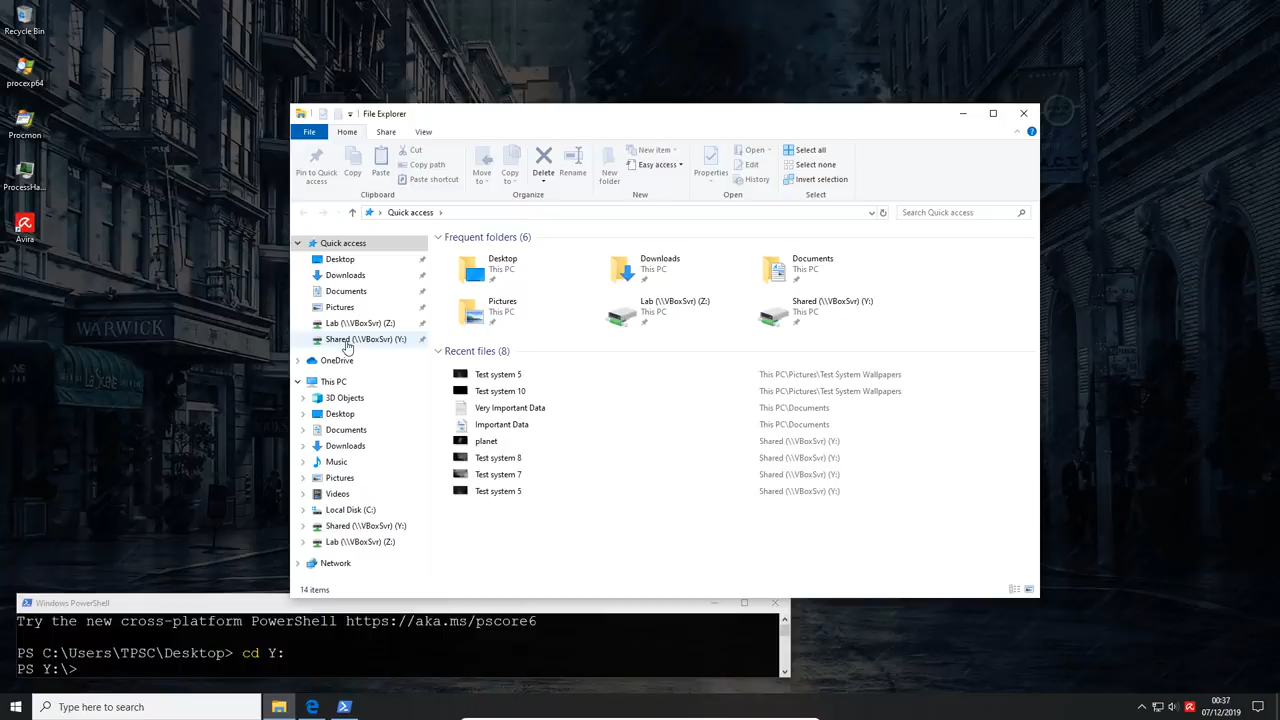 Recycle Bin
procexp64
Procmon
ProcessHa...
Avira
WARWICK
File Explorer
File Home Share View
Pin to Quick access
Copy
Paste
Cut
Copy path
Paste shortcut
Clipboard
Move to
Copy to
Delete
Rename
Organize
New folder
New item
Easy access
New
Properties
Open
Edit
History
Open
Select all
Select none
Invert selection
Select
Quick access
Search Quick access
Quick access
Desktop
Downloads
Documents
Pictures
Lab (\\VBoxSvr) (Z:)
Shared (\\VBoxSvr) (Y:)
OneDrive
This PC
3D Objects
Desktop
Documents
Downloads
Music
Pictures
Videos
Local Disk (C:)
Shared (\\VBoxSvr) (Y:)
Lab (\\VBoxSvr) (Z:)
Network
Frequent folders (6)
Desktop
This PC
Downloads
This PC
Documents
This PC
Pictures
This PC
Lab (\\VBoxSvr) (Z:)
This PC
Shared (\\VBoxSvr) (Y:)
This PC
Recent files (8)
Test system 5 This PC\Pictures\Test System Wallpapers
Test system 10 This PC\Pictures\Test System Wallpapers
Very Important Data This PC\Documents
Important Data This PC\Documents
planet Shared (\\VBoxSvr) (Y:)
Test system 8 Shared (\\VBoxSvr) (Y:)
Test system 7 Shared (\\VBoxSvr) (Y:)
Test system 5 Shared (\\VBoxSvr) (Y:)
14 items
Windows PowerShell
Try the new cross-platform PowerShell https://aka.ms/pscore6
PS C:\Users\TPSC\Desktop> cd Y:
PS Y:\>
Type here to search
00:37
07/12/2019